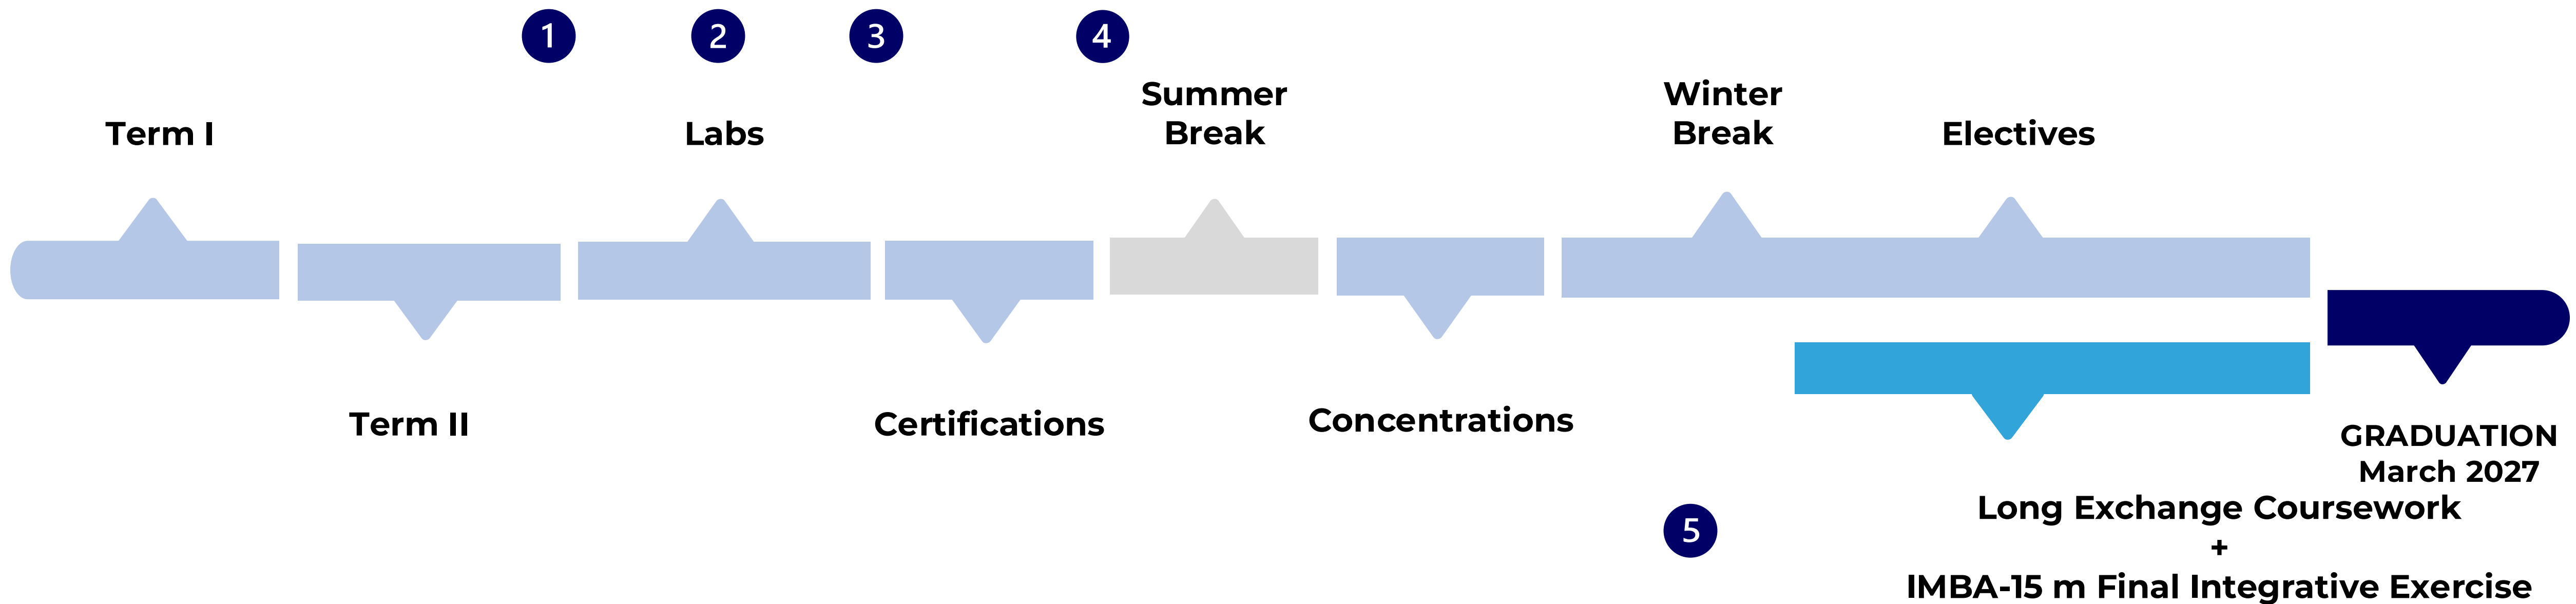 1
2
3
4
Summer
Break
Winter
Break
Term I
Labs
Electives
Term II
Certifications
Concentrations
GRADUATION
March 2027
Long Exchange Coursework
+
IMBA-15 m Final Integrative Exercise
5